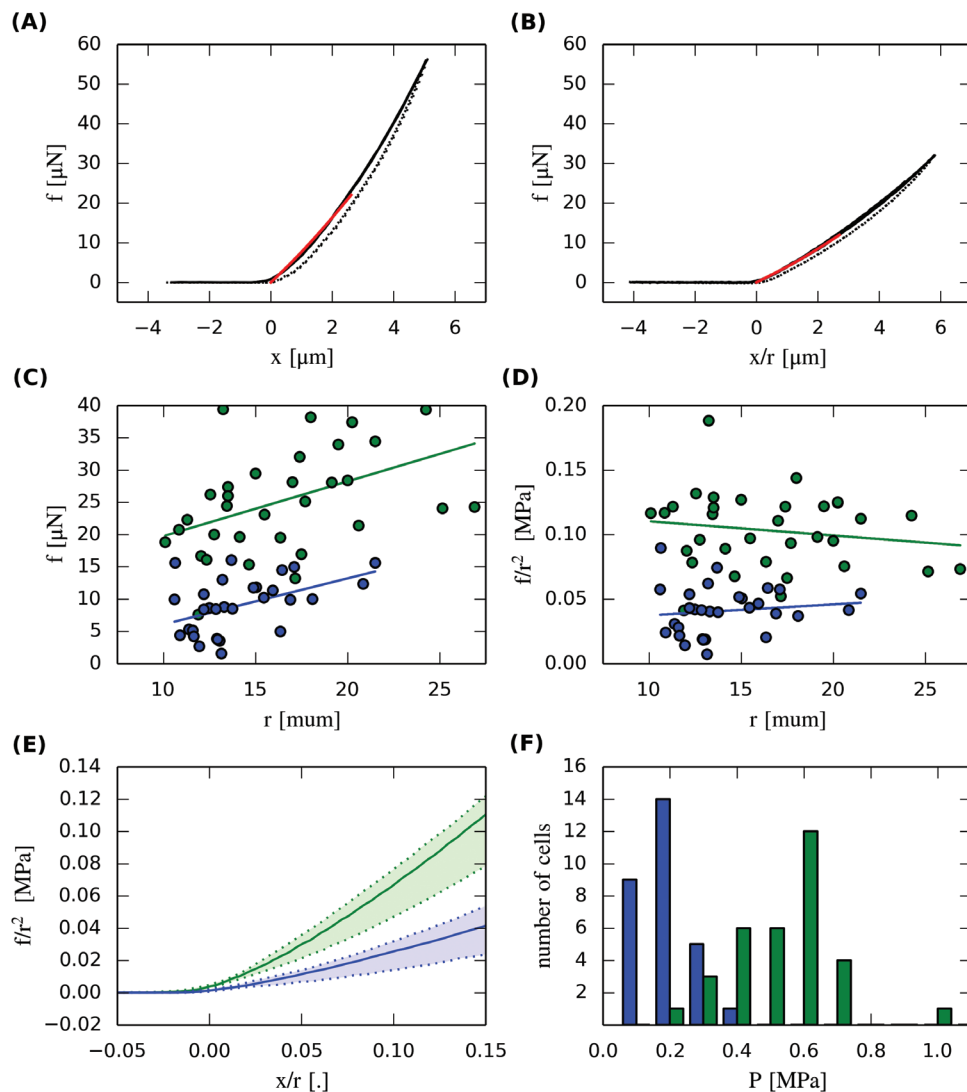 (A)
60
50
40
30
20
10
0
f [μN]
−4 −2 0 2 4 6
x [μm]
(B)
60
50
40
30
20
10
0
f [μN]
−4 −2 0 2 4 6
x/r [μm]
(C)
40
35
30
25
20
15
10
5
0
f [μN]
10 15 20 25
r [mum]
(D)
0.20
0.15
0.10
0.05
0.00
f/r² [MPa]
10 15 20 25
r [mum]
(E)
0.14
0.12
0.10
0.08
0.06
0.04
0.02
0.00
−0.02
f/r² [MPa]
−0.05 0.00 0.05 0.10 0.15
x/r [.]
(F)
16
14
12
10
8
6
4
2
number of cells
0.0 0.2 0.4 0.6 0.8 1.0
P [MPa]